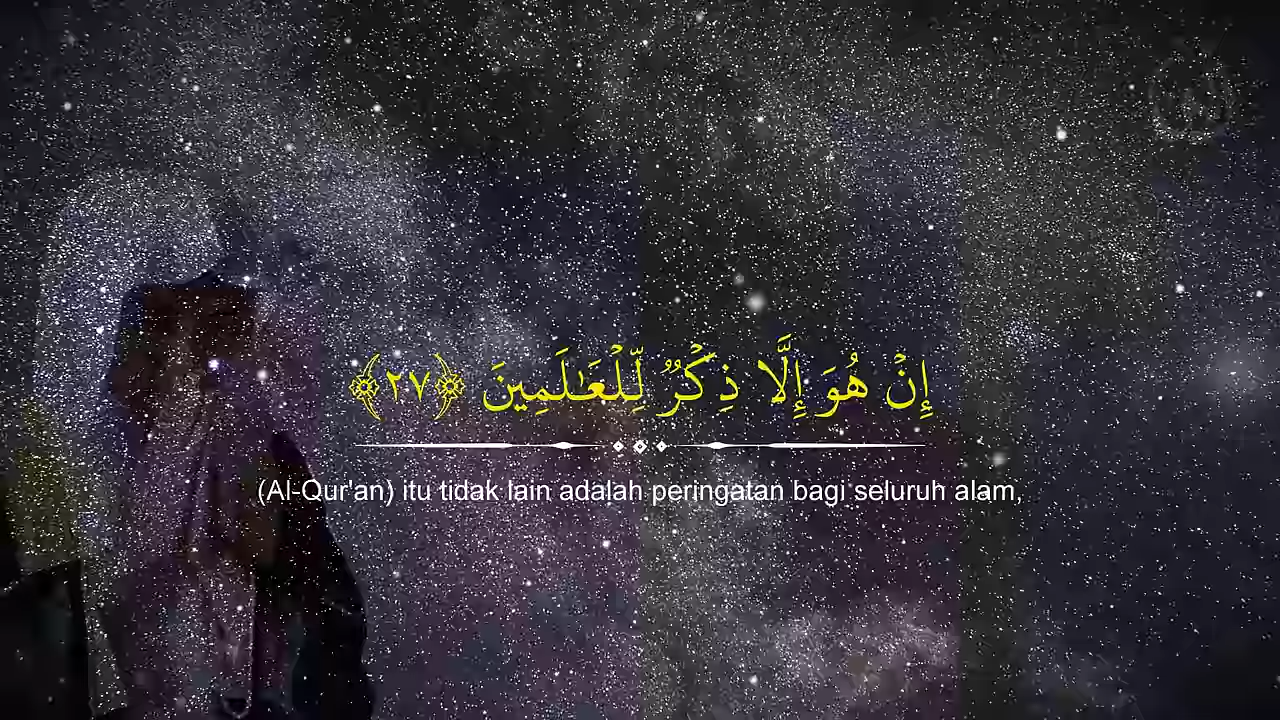 إِنْ هُوَ إِلَّا ذِكْرٌ لِّلْعَـٰلَمِينَ ﴿٢٧﴾
(Al-Qur'an) itu tidak lain adalah peringatan bagi seluruh alam,